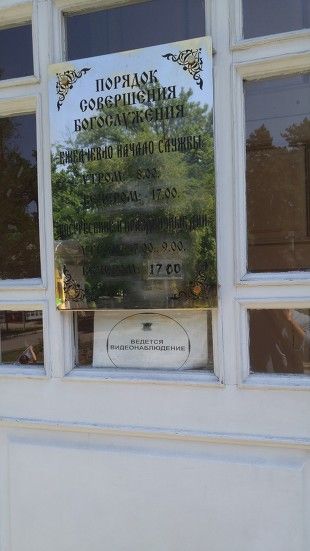 ПОРЯДОК
СОВЕРШЕНИЯ
БОГОСЛУЖЕНИЯ
ЕЖЕДНЕВНО НАЧАЛО СЛУЖБЫ:
УТРОМ: 8.00.
ВЕЧЕРОМ: 17.00.
9.00.
ВЕЧЕРОМ: 17 00
ВЕДЕТСЯ
ВИДЕОНАБЛЮДЕНИЕ